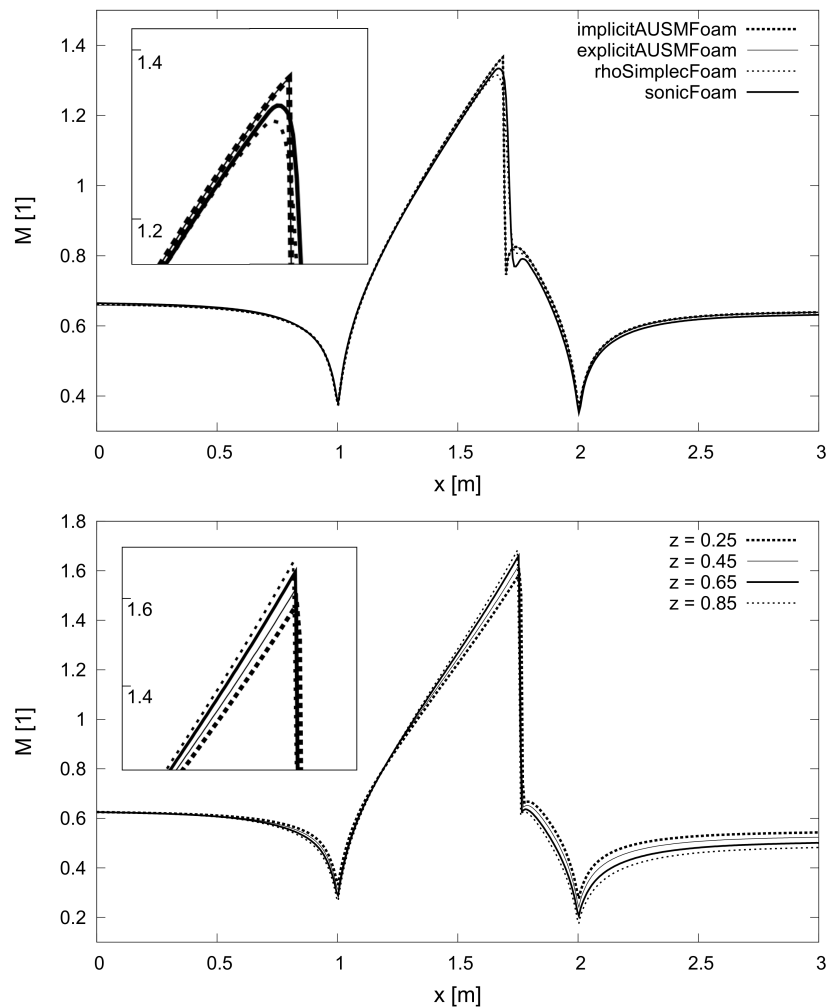 implicitAUSMFoam
explicitAUSMFoam
rhoSimplecFoam
sonicFoam
1.4
1.2
1.4
1.2
1
0.8
0.6
0.4
M [1]
0 0.5 1 1.5 2 2.5 3
x [m]
z = 0.25
z = 0.45
z = 0.65
z = 0.85
1.6
1.4
1.8
1.6
1.4
1.2
1
0.8
0.6
0.4
0.2
M [1]
0 0.5 1 1.5 2 2.5 3
x [m]